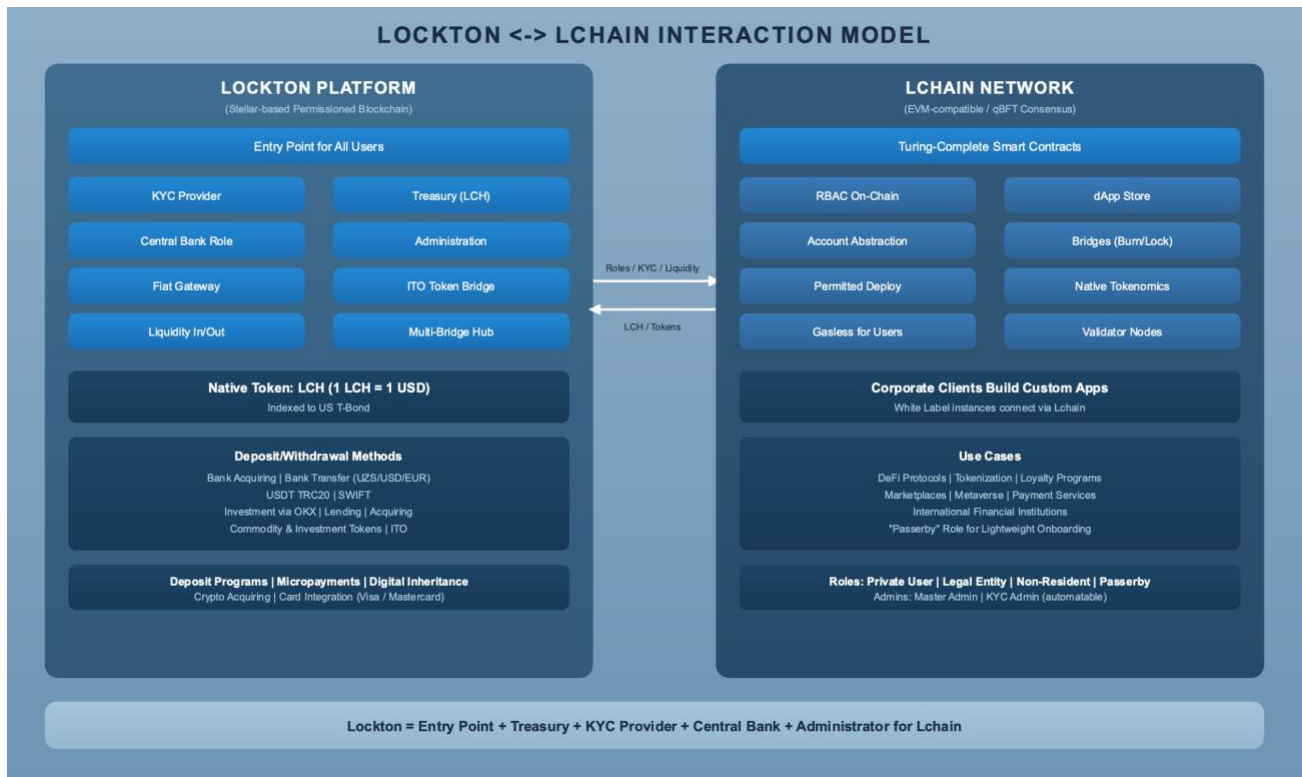 LOCKTON <-> LCHAIN INTERACTION MODEL
LOCKTON PLATFORM
(Stellar-based Permissioned Blockchain)
Entry Point for All Users
KYC Provider
Treasury (LCH)
Central Bank Role
Administration
Fiat Gateway
ITO Token Bridge
Liquidity In/Out
Multi-Bridge Hub
Native Token: LCH (1 LCH = 1 USD)
Indexed to US T-Bond
Deposit/Withdrawal Methods
Bank Acquiring | Bank Transfer (UZS/USD/EUR)
USDT TRC20 | SWIFT
Investment via OKX | Lending | Acquiring
Commodity & Investment Tokens | ITO
Deposit Programs | Micropayments | Digital Inheritance
Crypto Acquiring | Card Integration (Visa / Mastercard)
Roles / KYC / Liquidity
LCH / Tokens
LCHAIN NETWORK
(EVM-compatible / qBFT Consensus)
Turing-Complete Smart Contracts
RBAC On-Chain
dApp Store
Account Abstraction
Bridges (Burn/Lock)
Permitted Deploy
Native Tokenomics
Gasless for Users
Validator Nodes
Corporate Clients Build Custom Apps
White Label instances connect via Lchain
Use Cases
DeFi Protocols | Tokenization | Loyalty Programs
Marketplaces | Metaverse | Payment Services
International Financial Institutions
"Passerby" Role for Lightweight Onboarding
Roles: Private User | Legal Entity | Non-Resident | Passerby
Admins: Master Admin | KYC Admin (automatable)
Lockton = Entry Point + Treasury + KYC Provider + Central Bank + Administrator for Lchain